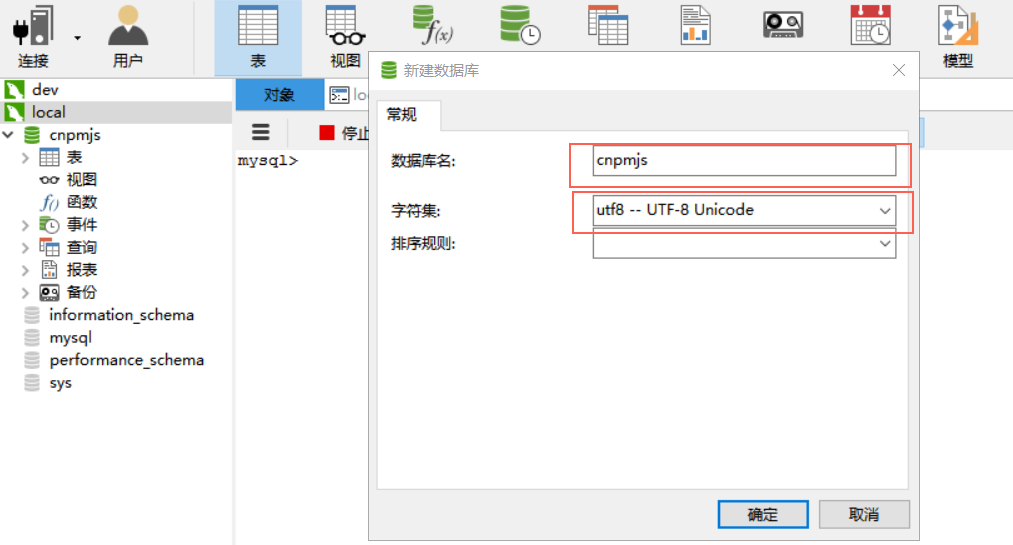 连接
用户
表
视图
模型
dev
local
cnpmjs
表
视图
函数
事件
查询
报表
备份
information_schema
mysql
performance_schema
sys
对象
lo
停止
mysql>
新建数据库
常规
数据库名:
cnpmjs
字符集:
utf8 -- UTF-8 Unicode
排序规则:
确定
取消